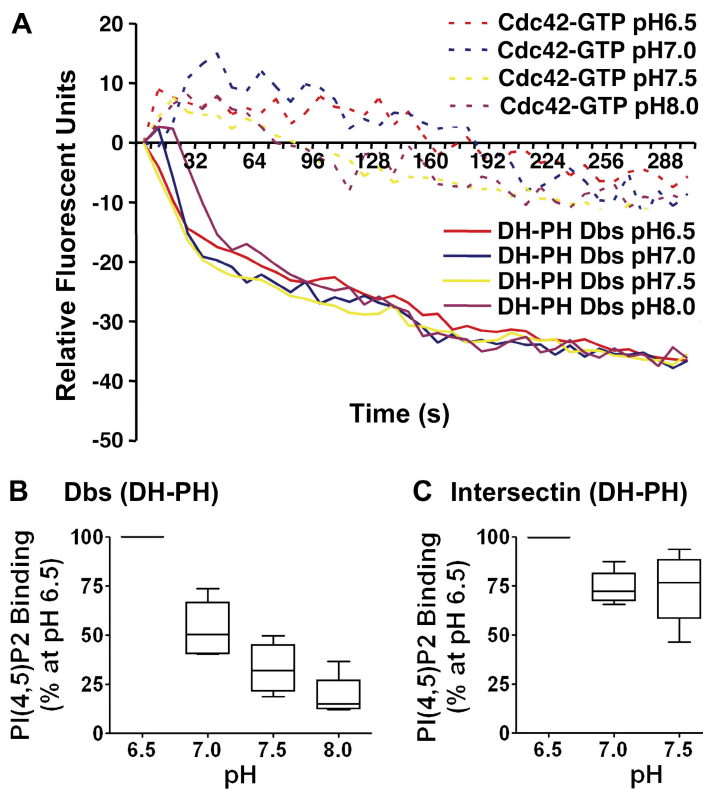 A
20
10
0
-10
-20
-30
-40
-50
Relative Fluorescent Units
Cdc42-GTP pH6.5
Cdc42-GTP pH7.0
Cdc42-GTP pH7.5
Cdc42-GTP pH8.0
32 64 96 128 160 192 224 256 288
DH-PH Dbs pH6.5
DH-PH Dbs pH7.0
DH-PH Dbs pH7.5
DH-PH Dbs pH8.0
Time (s)
B Dbs (DH-PH)
PI(4,5)P2 Binding
(% at pH 6.5)
100
75
50
25
0
6.5 7.0 7.5 8.0
pH
C Intersectin (DH-PH)
PI(4,5)P2 Binding
(% at pH 6.5)
100
75
50
25
0
6.5 7.0 7.5
pH